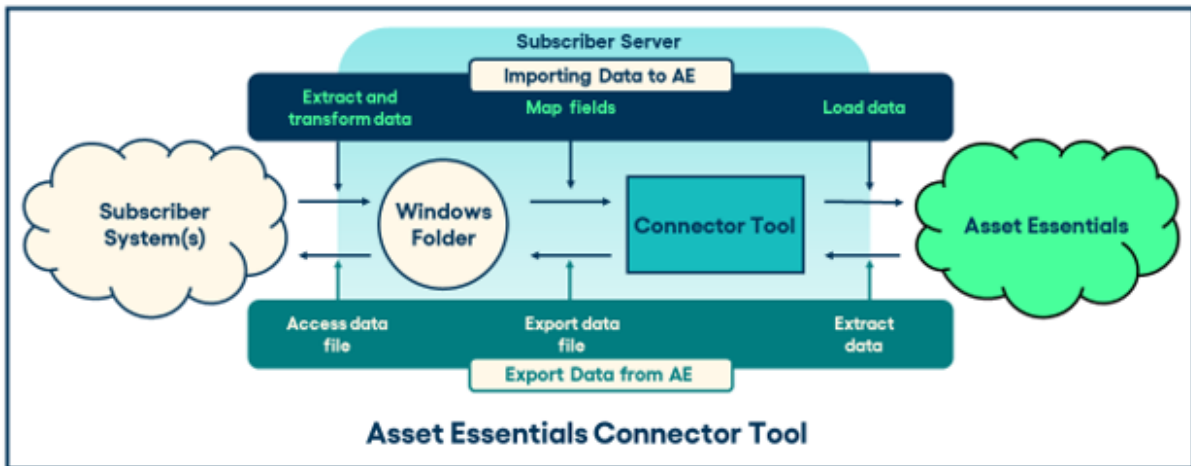 Subscriber Server
Importing Data to AE
Extract and
transform data
Map fields
Load data
Subscriber
System(s)
Windows
Folder
Connector Tool
Asset Essentials
Access data
file
Export data
file
Extract
data
Export Data from AE
Asset Essentials Connector Tool